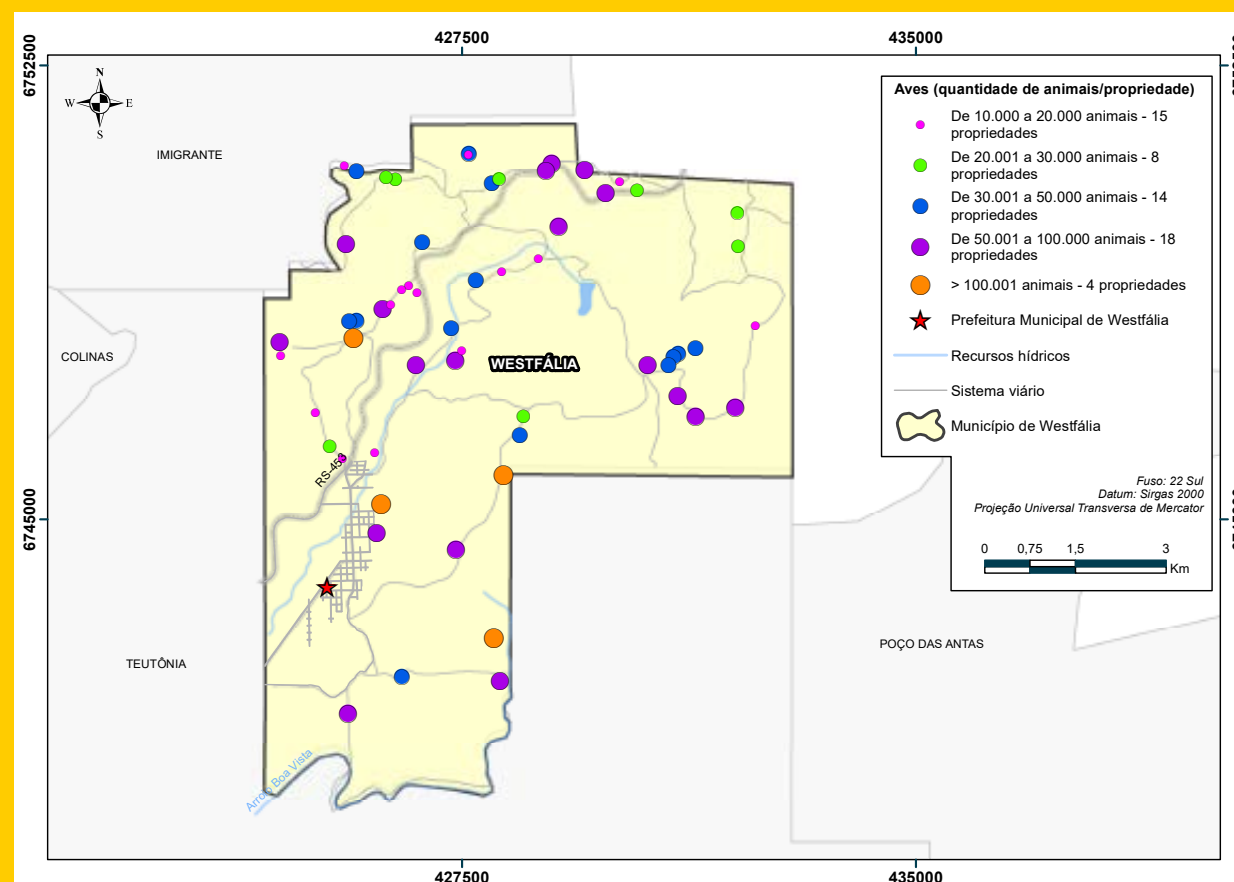 427500
435000
6752500
N
W
E
S
IMIGRANTE
Aves (quantidade de animais/propriedade)
De 10.000 a 20.000 animais - 15
propriedades
De 20.001 a 30.000 animais - 8
propriedades
De 30.001 a 50.000 animais - 14
propriedades
De 50.001 a 100.000 animais - 18
propriedades
> 100.001 animais - 4 propriedades
Prefeitura Municipal de Westfália
Recursos hídricos
Sistema viário
Município de Westfália
COLINAS
WESTFÁLIA
RS-453
Fuso: 22 Sul
Datum: Sirgas 2000
Projeção Universal Transversa de Mercator
0 0,75 1,5 3
Km
6745000
TEUTÔNIA
POÇO DAS ANTAS
Arroio Boa Vista
427500
435000